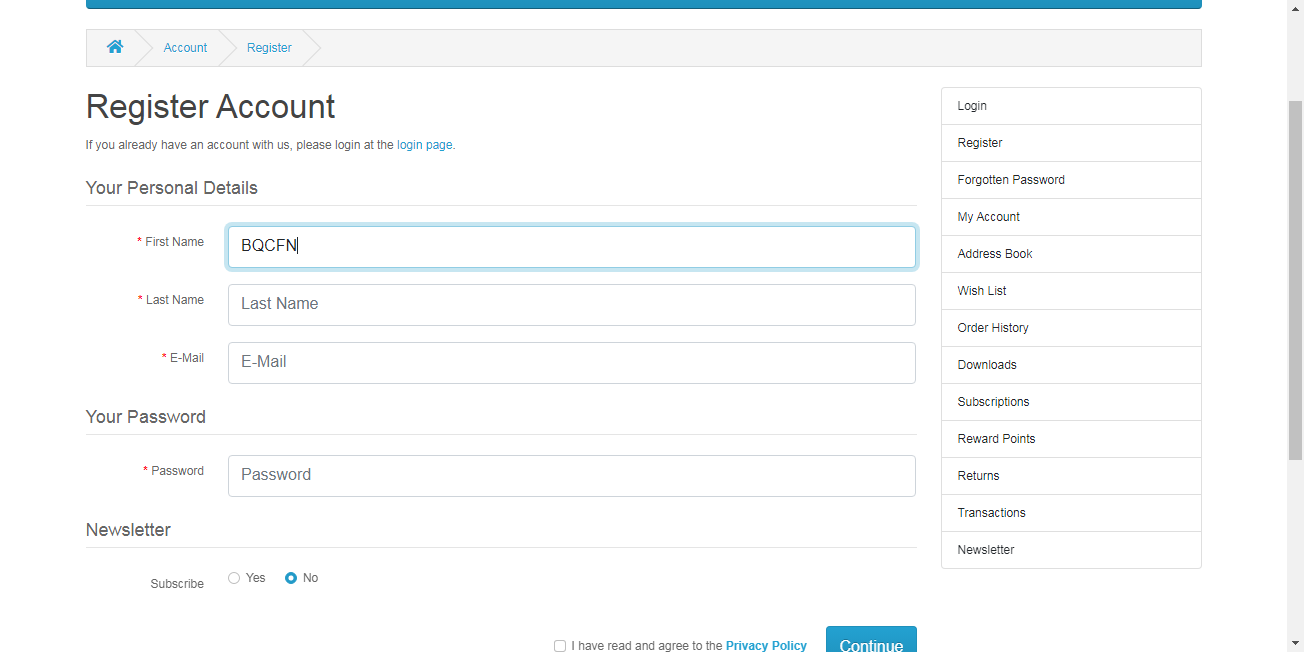 Account
Register
Register Account
If you already have an account with us, please login at the login page.
Your Personal Details
* First Name
BQCFN
* Last Name
Last Name
* E-Mail
E-Mail
Your Password
* Password
Password
Newsletter
Subscribe
Yes
No
I have read and agree to the Privacy Policy
Continue
Login
Register
Forgotten Password
My Account
Address Book
Wish List
Order History
Downloads
Subscriptions
Reward Points
Returns
Transactions
Newsletter